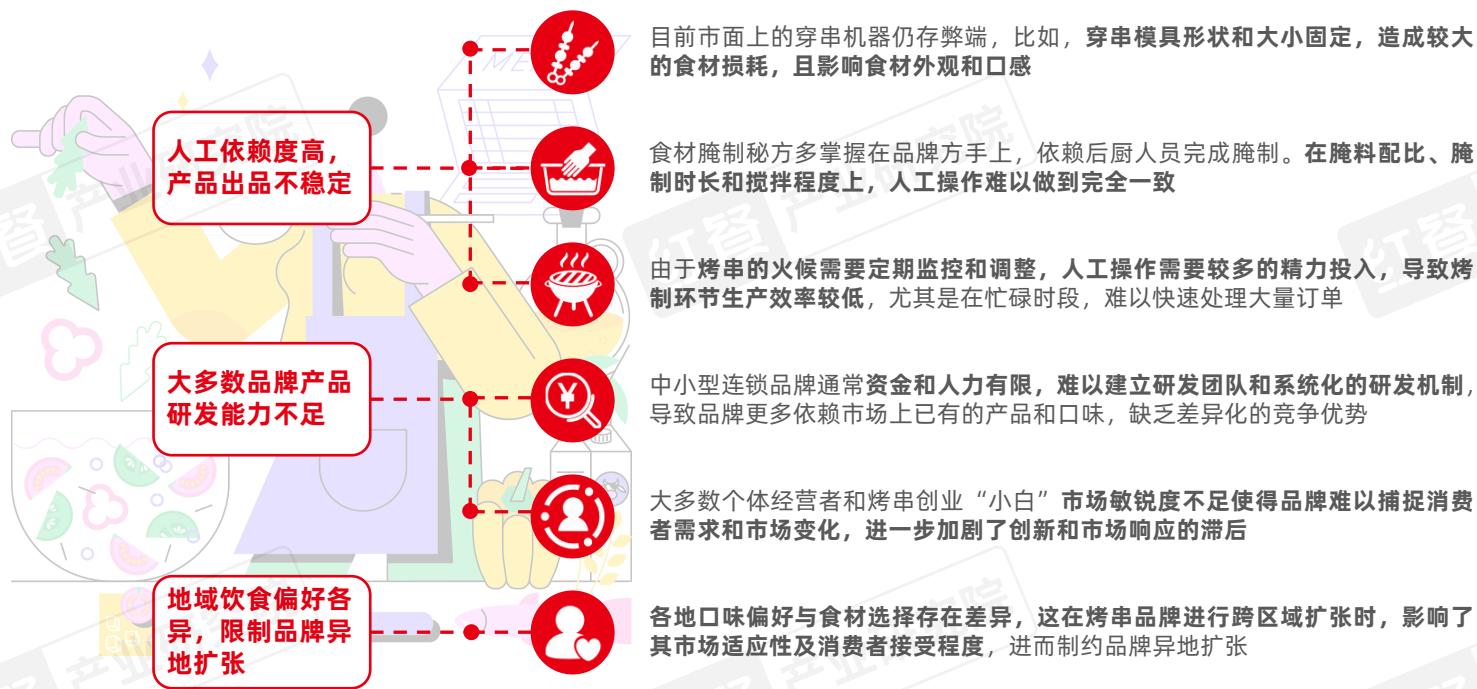 目前市面上的穿串机器仍存弊端，比如，穿串模具形状和大小固定，造成较大
的食材损耗，且影响食材外观和口感
人工依赖度高，
产品出品不稳定
食材腌制秘方多掌握在品牌方手上，依赖后厨人员完成腌制。在腌料配比、腌
制时长和搅拌程度上，人工操作难以做到完全一致
由于烤串的火候需要定期监控和调整，人工操作需要较多的精力投入，导致烤
制环节生产效率较低，尤其是在忙碌时段，难以快速处理大量订单
大多数品牌产品
研发能力不足
中小型连锁品牌通常资金和人力有限，难以建立研发团队和系统化的研发机制，
导致品牌更多依赖市场上已有的产品和口味，缺乏差异化的竞争优势
大多数个体经营者和烤串创业“小白”市场敏锐度不足使得品牌难以捕捉消费
者需求和市场变化，进一步加剧了创新和市场响应的滞后
地域饮食偏好各
异，限制品牌异
地扩张
各地口味偏好与食材选择存在差异，这在烤串品牌进行跨区域扩张时，影响了
其市场适应性及消费者接受程度，进而制约品牌异地扩张
红餐产业研究院